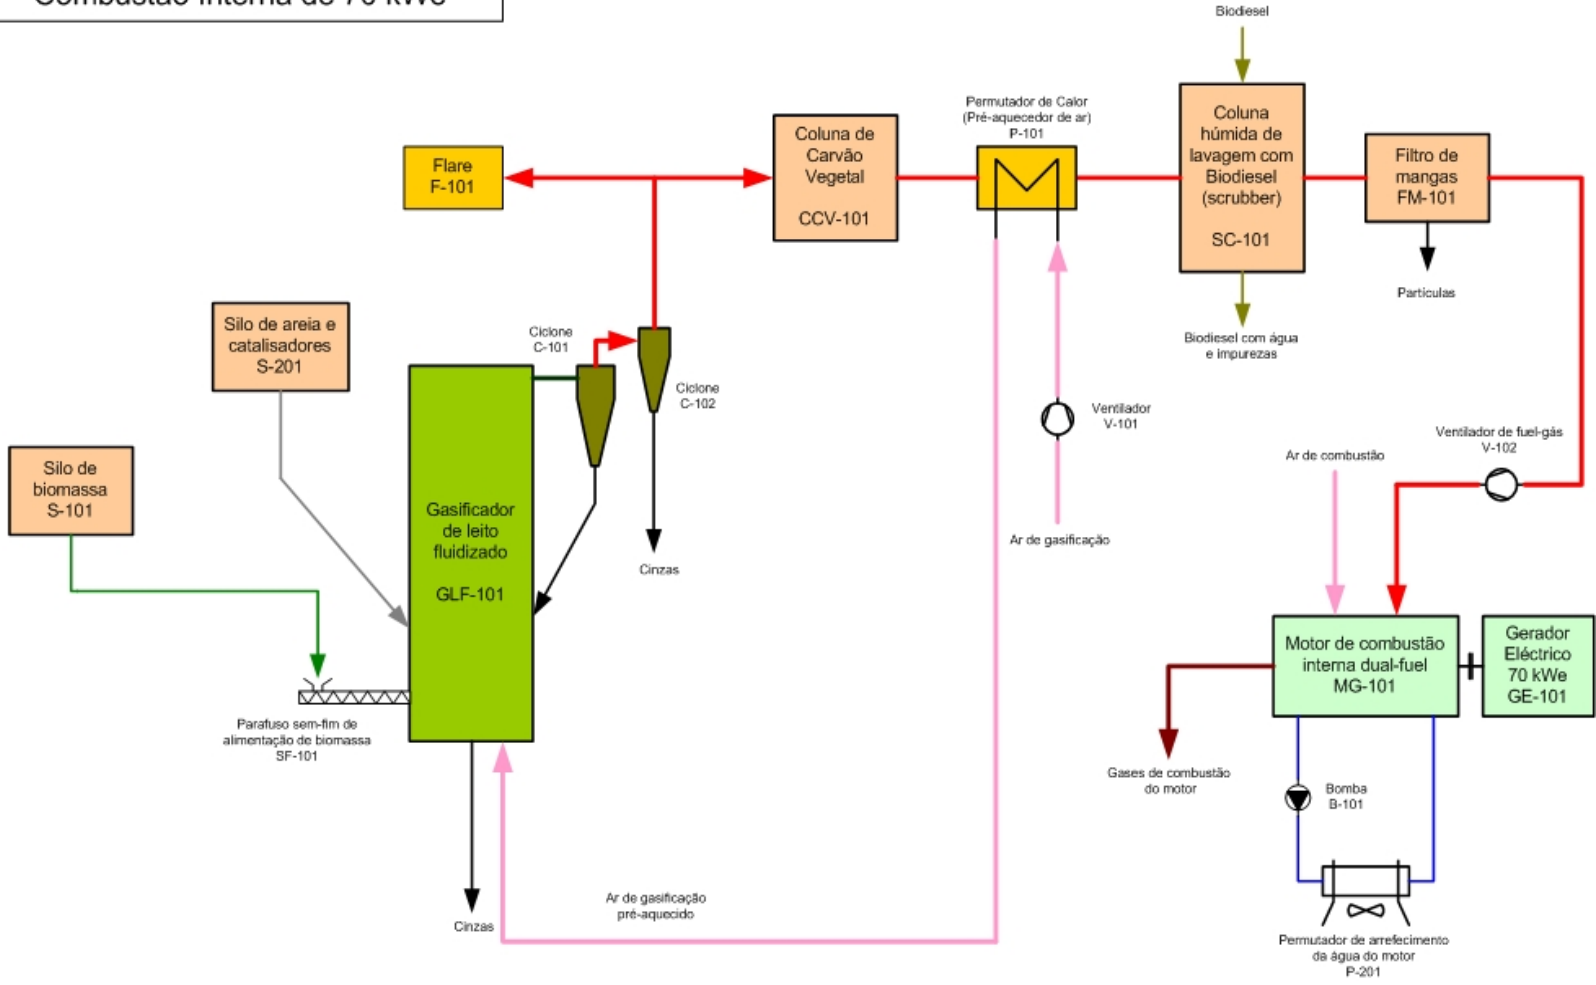 Combustão Interna de 70 kWe
Biodiesel
Permutador de Calor
(Pré-aquecedor de ar)
P-101
Coluna
húmida de
lavagem com
Biodiesel
(scrubber)
SC-101
Coluna de
Carvão
Vegetal
CCV-101
Filtro de
mangas
FM-101
Flare
F-101
Partículas
Biodiesel com água
e impurezas
Silo de areia e
catalisadores
S-201
Ciclone
C-101
Ciclone
C-102
Ventilador
V-101
Ventilador de fuel-gás
V-102
Ar de combustão
Silo de
biomassa
S-101
Gasificador
de leito
fluidizado
GLF-101
Ar de gasificação
Cinzas
Motor de combustão
interna dual-fuel
MG-101
Gerador
Eléctrico
70 kWe
GE-101
Parafuso sem-fim de
alimentação de biomassa
SF-101
Gases de combustão
do motor
Bomba
B-101
Ar de gasificação
pré-aquecido
Cinzas
Permutador de arrefecimento
da água do motor
P-201